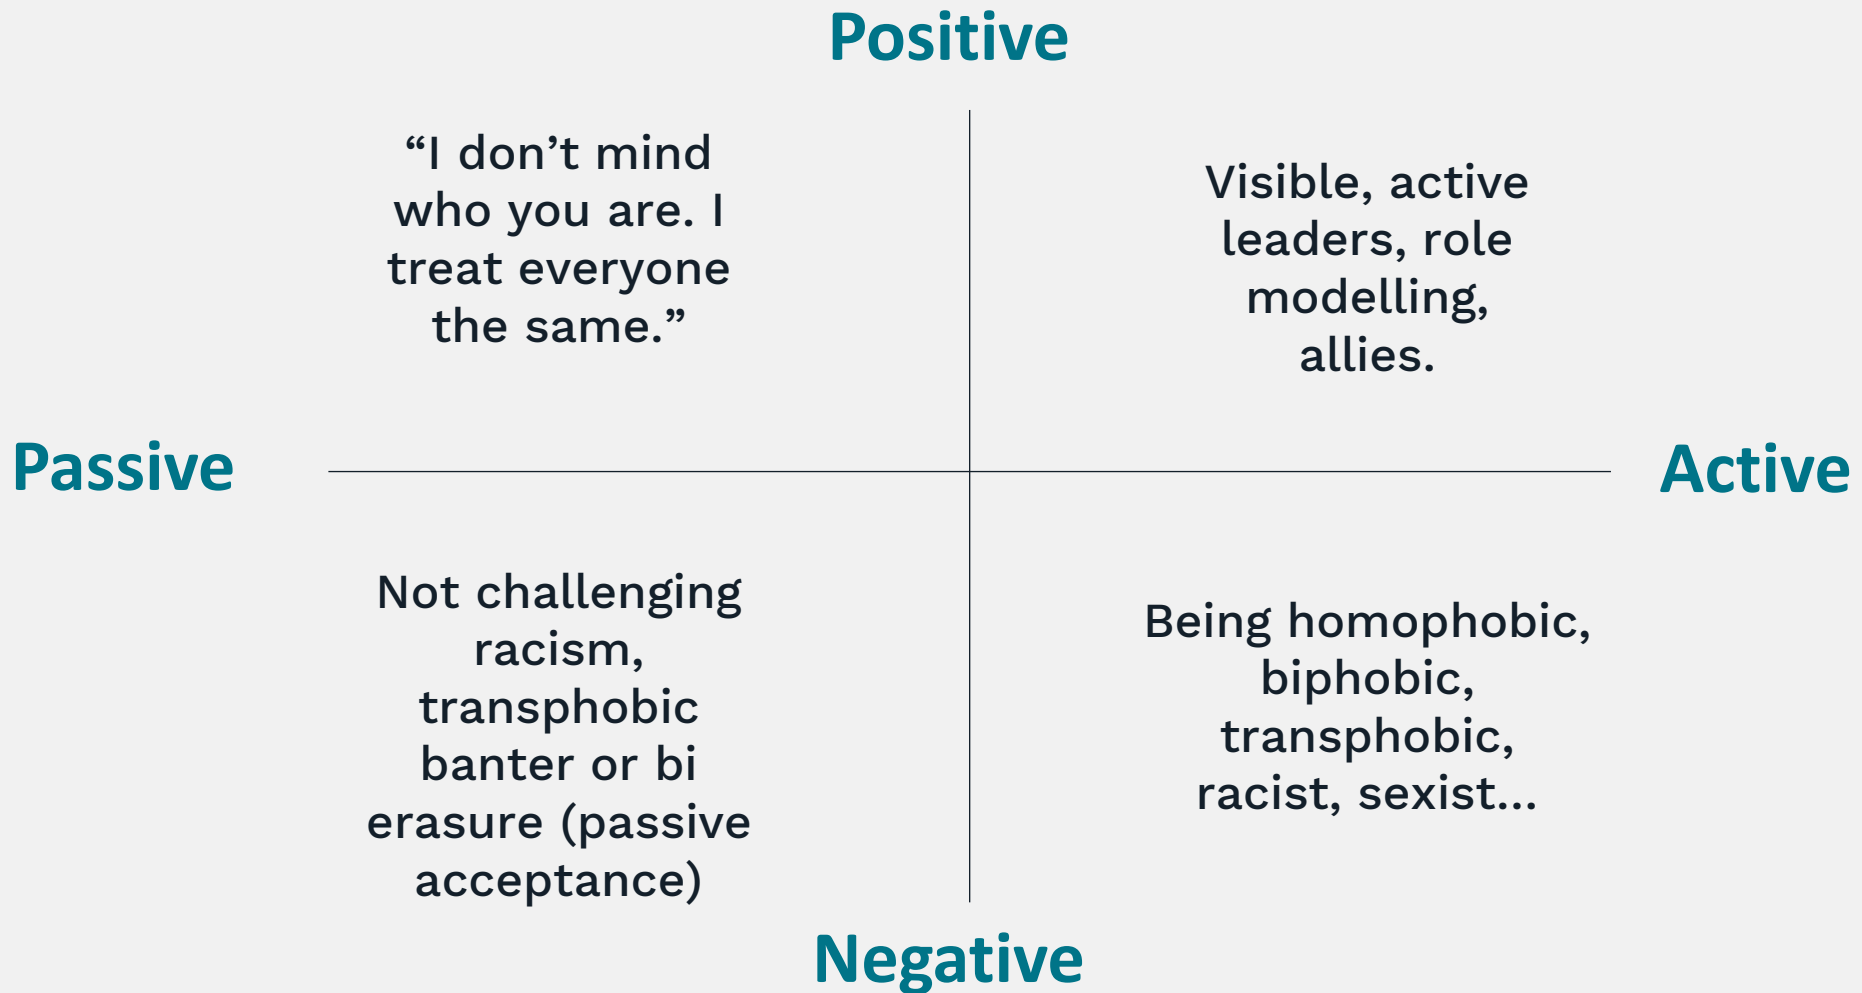 Positive
“I don’t mind
who you are. I
treat everyone
the same.”
Visible, active
leaders, role
modelling,
allies.
Passive
Active
Not challenging
racism,
transphobic
banter or bi
erasure (passive
acceptance)
Being homophobic,
biphobic,
transphobic,
racist, sexist…
Negative